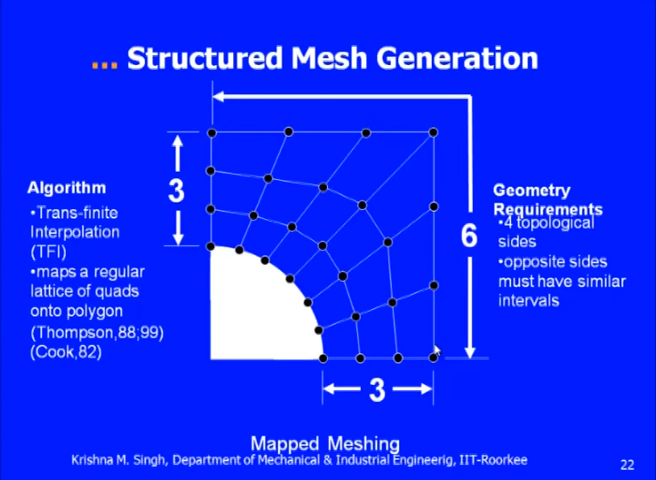 ... Structured Mesh Generation
3
Algorithm
•Trans-finite
Interpolation
(TFI)
•maps a regular
lattice of quads
onto polygon
(Thompson,88;99)
(Cook,82)
6
Geometry
Requirements
•4 topological
sides
•opposite sides
must have similar
intervals
3
Mapped Meshing
Krishna M. Singh, Department of Mechanical & Industrial Engineerig, IIT-Roorkee
22